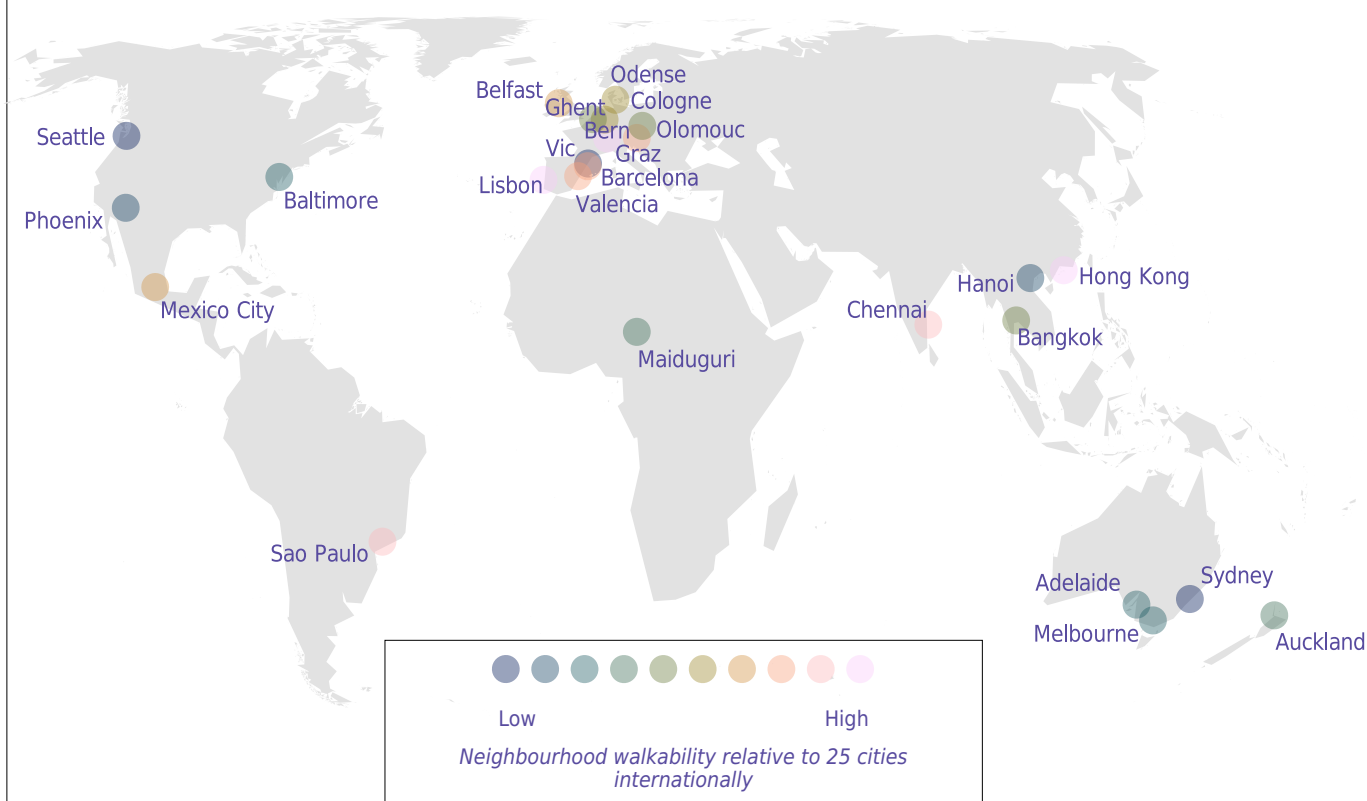 Odense
Belfast
Cologne
Ghent
Bern
Olomouc
Seattle
Vic
Graz
Barcelona
Lisbon
Baltimore
Valencia
Phoenix
Hong Kong
Hanoi
Mexico City
Chennai
Bangkok
Maiduguri
Sao Paulo
Sydney
Adelaide
Melbourne
Auckland
Low
High
Neighbourhood walkability relative to 25 cities
internationally